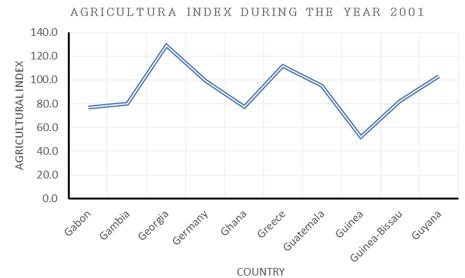 AGRICULTURA INDEX DURING THE YEAR 2001
140.0
120.0
100.0
80.0
60.0
40.0
20.0
0.0
AGRICULTURAL INDEX
Gabon
Gambia
Georgia
Germany
Ghana
Greece
Guatemala
Guinea
Guinea-Bissau
Guyana
COUNTRY